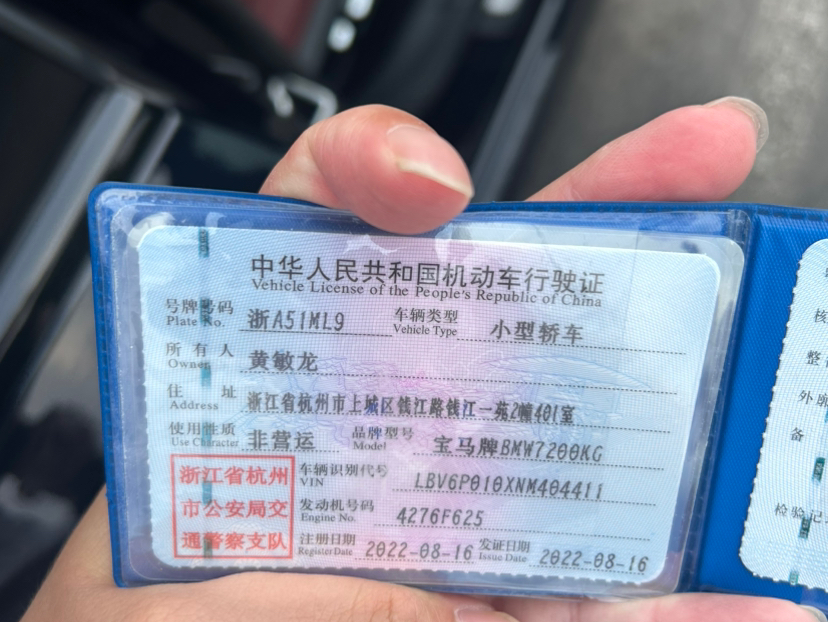 中华人民共和国机动车行驶证
Vehicle License of the People's Republic of China
号牌号码 浙A51ML9 车辆类型 小型轿车
Plate No. Vehicle Type
所有人 黄敏龙
Owner
住址 浙江省杭州市上城区钱江路钱江一苑2幢401室
Address
使用性质 非营运 品牌型号 宝马牌BMW7200KG
Use Character Model
浙江省杭州
市公安局交
通警察支队
车辆识别代号 LBV6P010XNM404411
VIN
发动机号码 4276F625
Engine No.
注册日期 2022-08-16 发证日期 2022-08-16
Register Date Issue Date
核
整
外廓
备
检验记